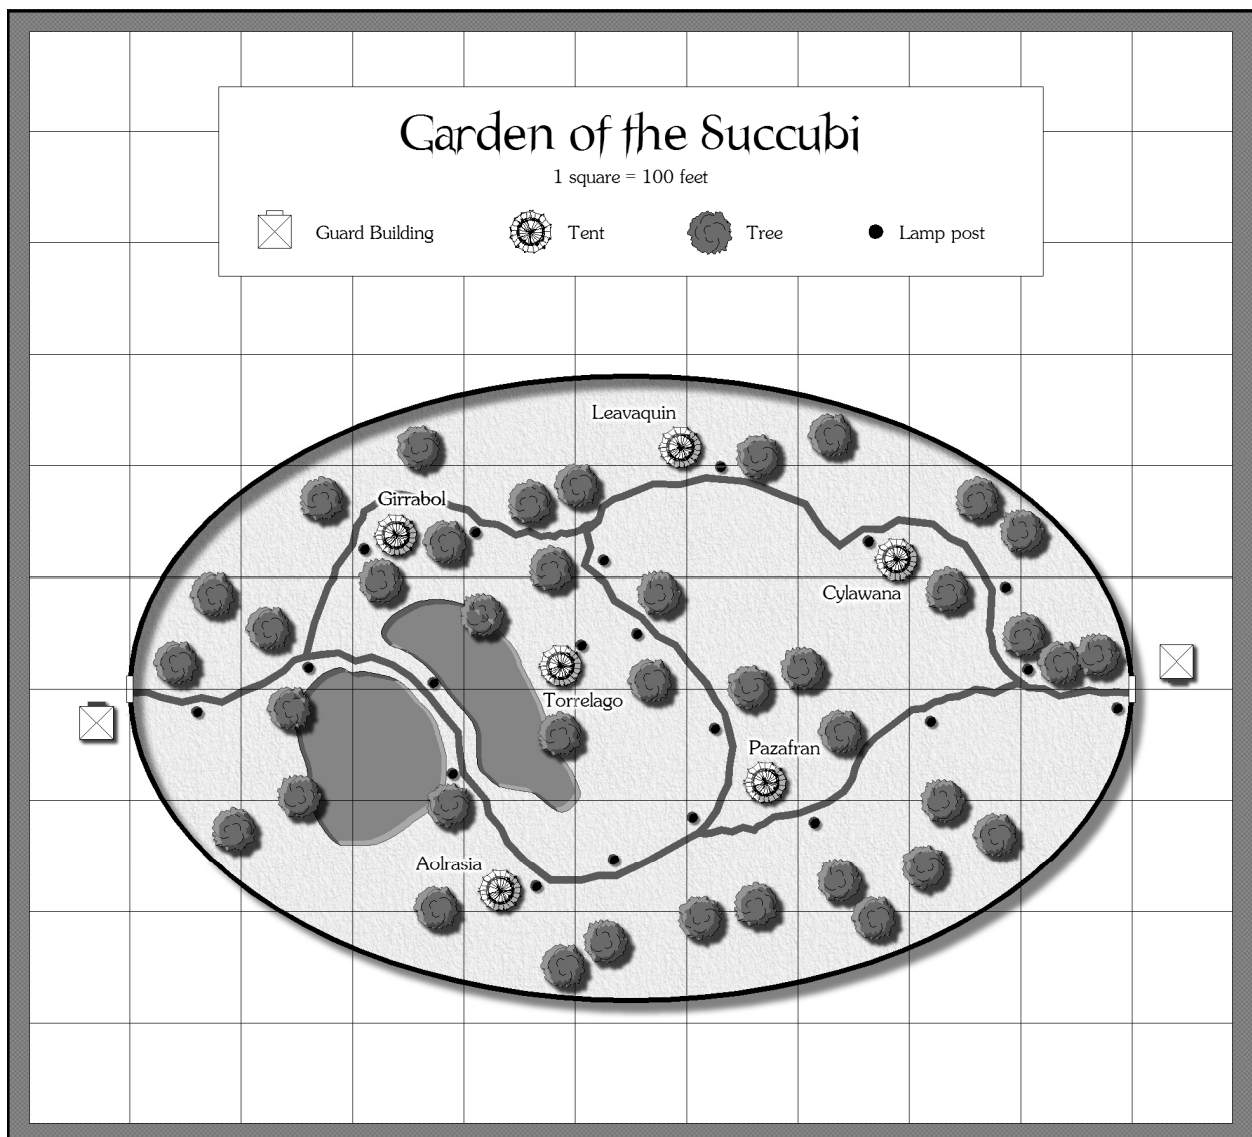 Garden of the Succubi
1 square = 100 feet
Guard Building
Tent
Tree
Lamp post
Leavaquin
Girrabol
Cylawana
Torrelago
Pazafran
Aolrasia